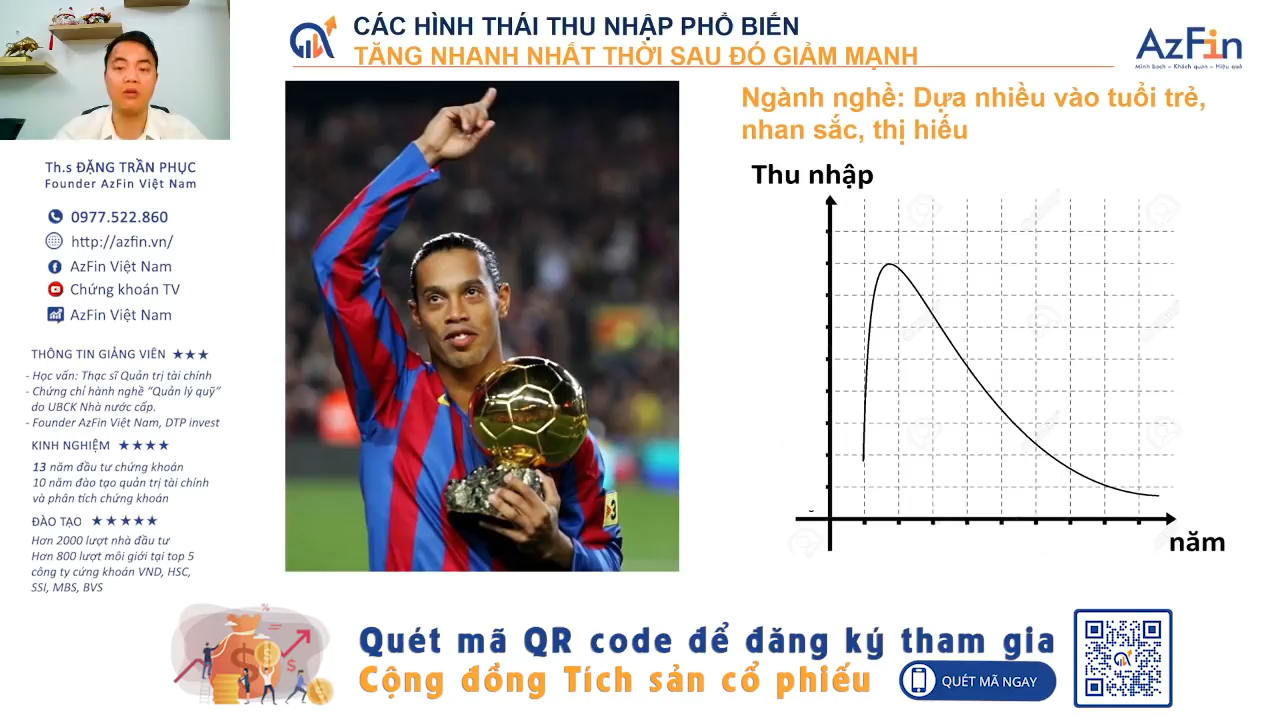 CÁC HÌNH THÁI THU NHẬP PHỔ BIẾN
TĂNG NHANH NHẤT THỜI SAU ĐÓ GIẢM MẠNH
AzFin
Minh bạch – Khách quan – Hiệu quả
Th.s ĐẶNG TRẦN PHỤC
Founder AzFin Việt Nam
0977.522.860
http://azfin.vn/
AzFin Việt Nam
Chứng khoán TV
AzFin Việt Nam
THÔNG TIN GIẢNG VIÊN ★★★
- Học vấn: Thạc sĩ Quản trị tài chính
- Chứng chỉ hành nghề “Quản lý quỹ”
do UBCK Nhà nước cấp.
- Founder AzFin Việt Nam, DTP invest
KINH NGHIỆM ★★★★
13 năm đầu tư chứng khoán
10 năm đào tạo quản trị tài chính
và phân tích chứng khoán
ĐÀO TẠO ★★★★★
Hơn 2000 lượt nhà đầu tư
Hơn 800 lượt môi giới tại top 5
công ty cứng khoán VND, HSC,
SSI, MBS, BVS
Ngành nghề: Dựa nhiều vào tuổi trẻ,
nhan sắc, thị hiếu
Thu nhập
năm
Quét mã QR code để đăng ký tham gia
Cộng đồng Tích sản cổ phiếu
QUÉT MÃ NGAY